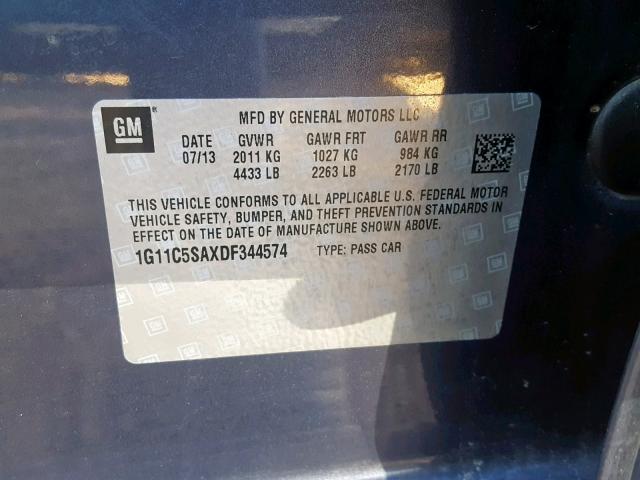 GM®
MFD BY GENERAL MOTORS LLC
DATE GVWR GAWR FRT GAWR RR
07/13 2011 KG 1027 KG 984 KG
4433 LB 2263 LB 2170 LB
THIS VEHICLE CONFORMS TO ALL APPLICABLE U.S. FEDERAL MOTOR
VEHICLE SAFETY, BUMPER, AND THEFT PREVENTION STANDARDS IN
EFFECT ON THE DATE OF MANUFACTURE SHOWN ABOVE.
1G11C5SAXDF344574 TYPE: PASS CAR